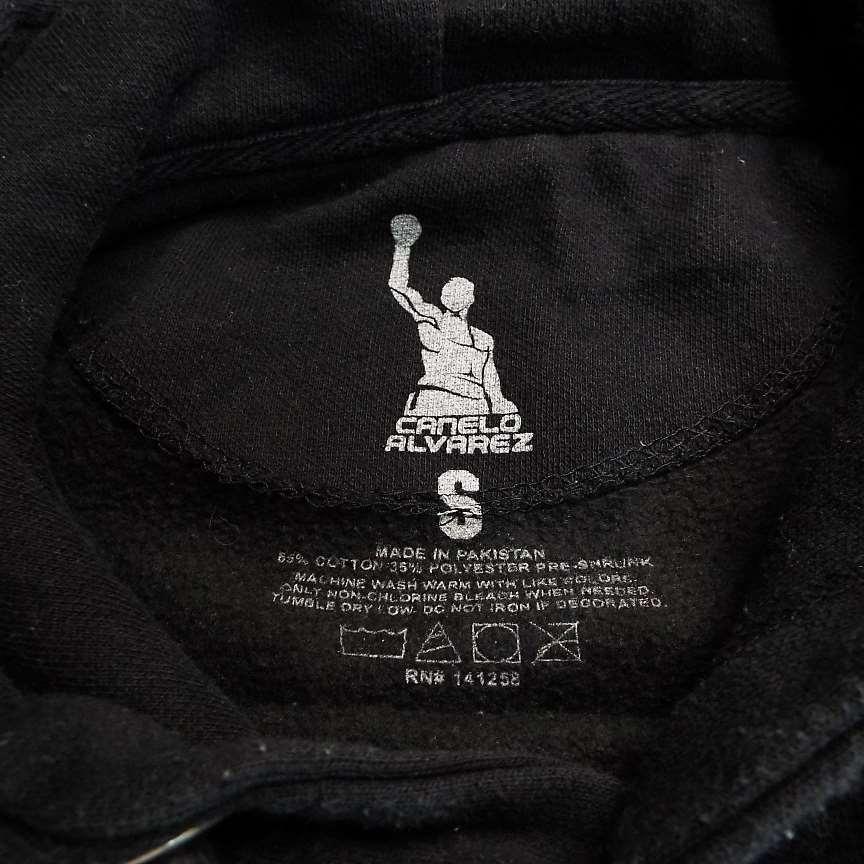 CANELO
ALVAREZ
S
MADE IN PAKISTAN
65% COTTON 35% POLYESTER PRE-SHRUNK
MACHINE WASH WARM WITH LIKE COLORS.
ONLY NON-CHLORINE BLEACH WHEN NEEDED.
TUMBLE DRY LOW. DO NOT IRON IF DECORATED.
RN# 141258